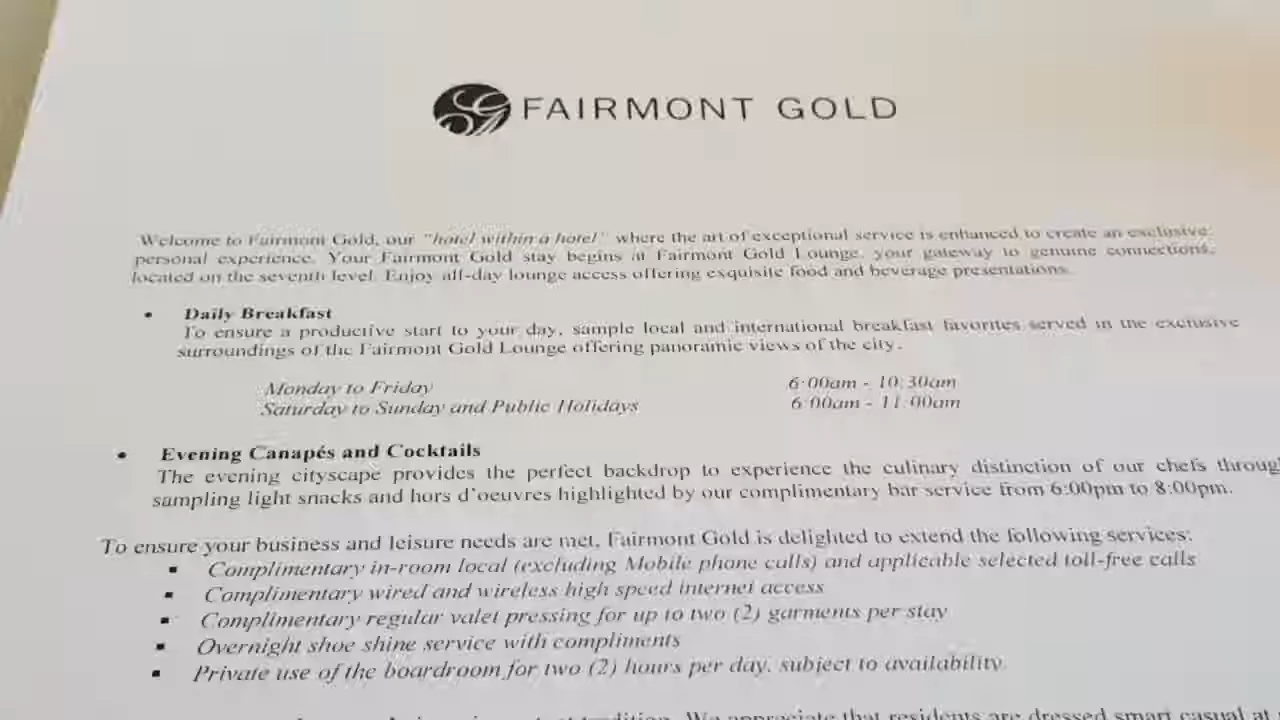 FAIRMONT GOLD
Welcome to Fairmont Gold, our "hotel within a hotel" where the art of exceptional service is enhanced to create an exclusive
personal experience. Your Fairmont Gold stay begins at Fairmont Gold Lounge, your gateway to genuine connections,
located on the seventh level. Enjoy all-day lounge access offering exquisite food and beverage presentations.
• Daily Breakfast
To ensure a productive start to your day, sample local and international breakfast favorites served in the exclusive
surroundings of the Fairmont Gold Lounge offering panoramic views of the city.
Monday to Friday 6:00am - 10:30am
Saturday to Sunday and Public Holidays 6:00am - 11:00am
• Evening Canapés and Cocktails
The evening cityscape provides the perfect backdrop to experience the culinary distinction of our chefs through
sampling light snacks and hors d'oeuvres highlighted by our complimentary bar service from 6:00pm to 8:00pm.
To ensure your business and leisure needs are met, Fairmont Gold is delighted to extend the following services:
▪ Complimentary in-room local (excluding Mobile phone calls) and applicable selected toll-free calls
▪ Complimentary wired and wireless high speed internet access
▪ Complimentary regular valet pressing for up to two (2) garments per stay
▪ Overnight shoe shine service with compliments
▪ Private use of the boardroom for two (2) hours per day, subject to availability.
tradition. We appreciate that residents are dressed smart casual at